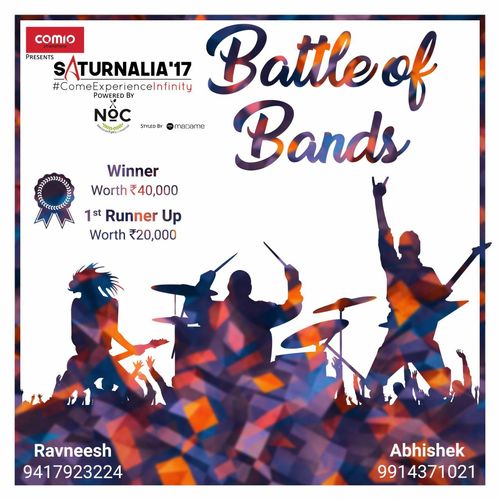 COMIO
PRESENTS
SATURNALIA'17
#ComeExperienceInfinity
POWERED BY
NOC
STYLED BY madame
Battle of
Bands
Winner
Worth ₹40,000
1st Runner Up
Worth ₹20,000
Ravneesh
9417923224
Abhishek
9914371021